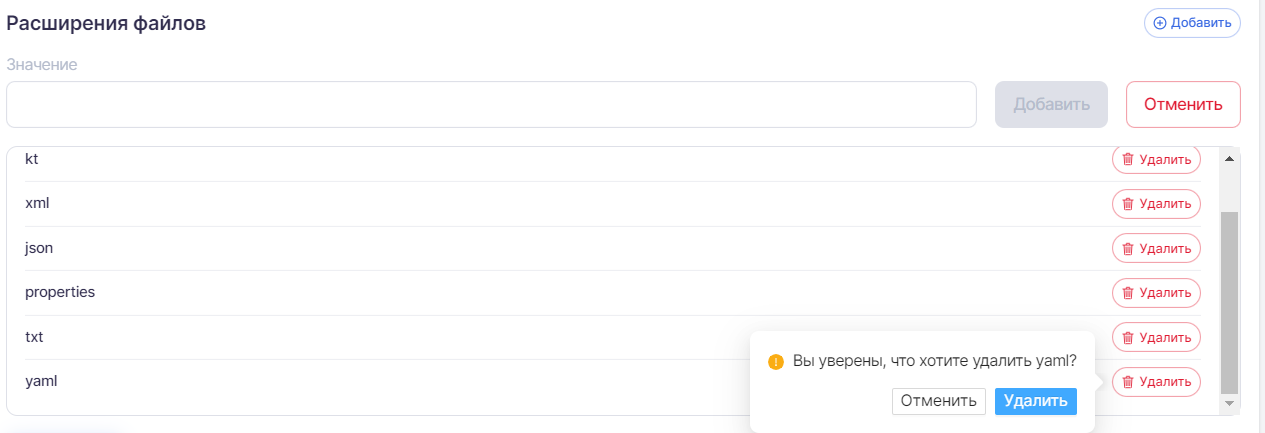 Расширения файлов
Добавить
Значение
Добавить
Отменить
kt
Удалить
xml
Удалить
json
Удалить
properties
Удалить
txt
Удалить
Вы уверены, что хотите удалить yaml?
yaml
Удалить
Отменить
Удалить